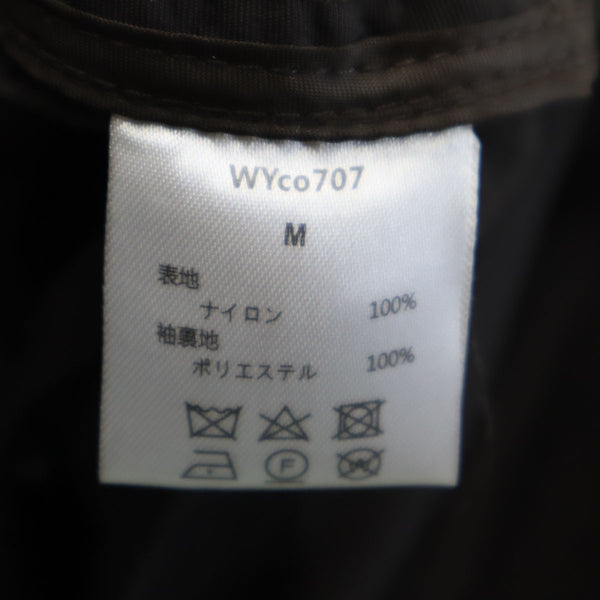 WYco707
M
表地
ナイロン 100%
袖裏地
ポリエステル 100%
F